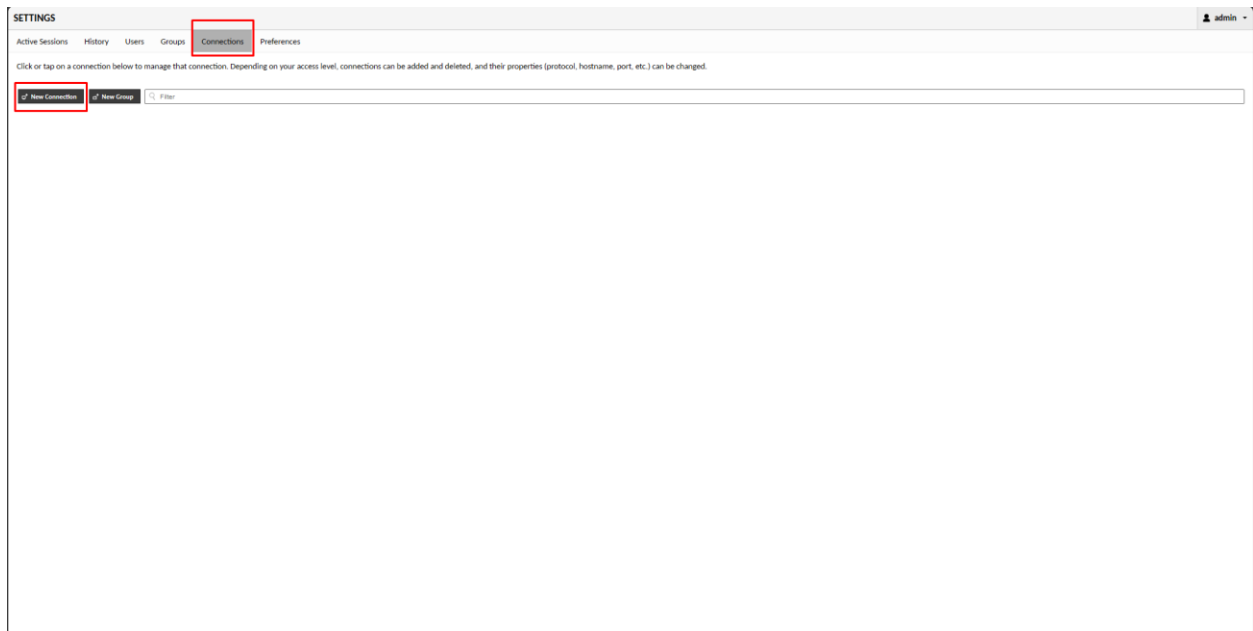 SETTINGS
admin
Active Sessions History Users Groups Connections Preferences
Click or tap on a connection below to manage that connection. Depending on your access level, connections can be added and deleted, and their properties (protocol, hostname, port, etc.) can be changed.
New Connection New Group Filter